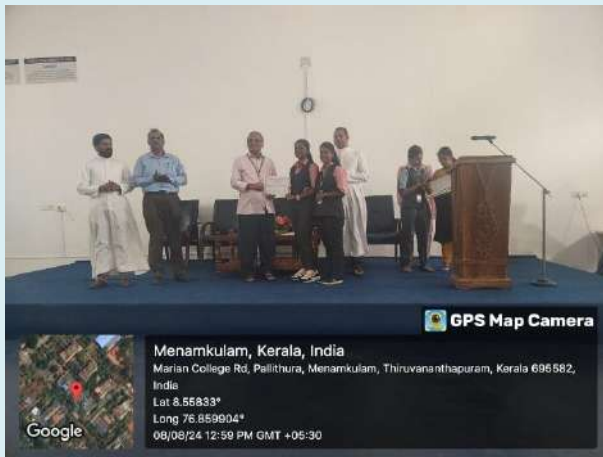 GPS Map Camera
Menamkulam, Kerala, India
Marian College Rd, Pallithura, Menamkulam, Thiruvananthapuram, Kerala 695582,
India
Lat 8.55833°
Long 76.859904°
08/08/24 12:59 PM GMT +05:30
Google